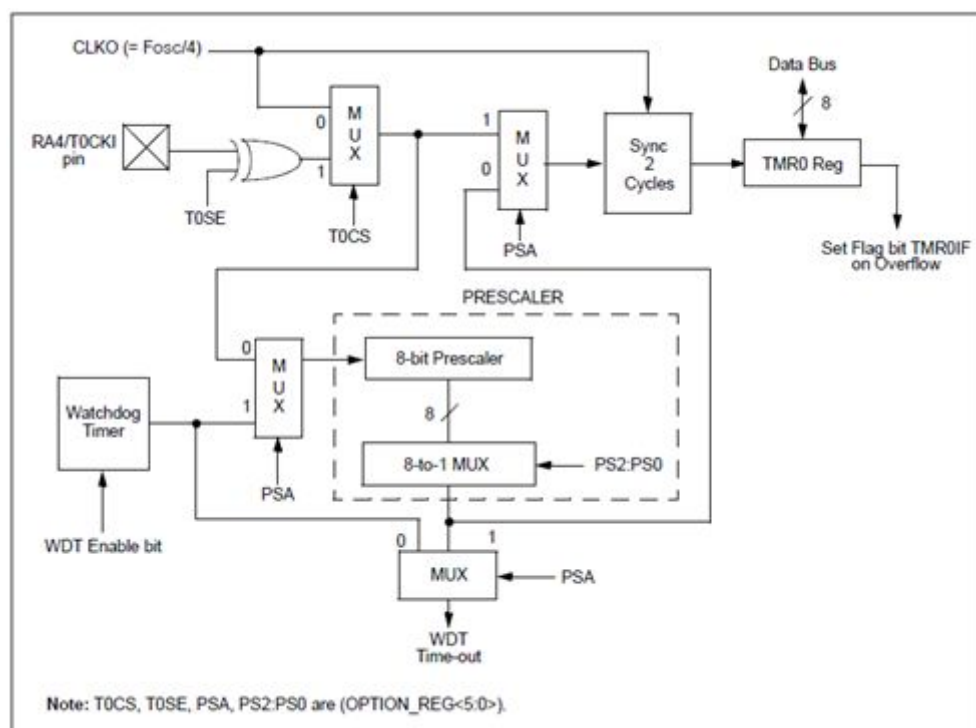 CLKO (= Fosc/4)
Data Bus
8
RA4/T0CKI
pin
0
1
M
U
X
T0SE
T0CS
1
0
M
U
X
PSA
Sync
2
Cycles
TMR0 Reg
Set Flag bit TMR0IF
on Overflow
PRESCALER
0
1
M
U
X
PSA
8-bit Prescaler
8
8-to-1 MUX
PS2:PS0
Watchdog
Timer
WDT Enable bit
0
1
MUX
PSA
WDT
Time-out
Note: T0CS, T0SE, PSA, PS2:PS0 are (OPTION_REG<5:0>).